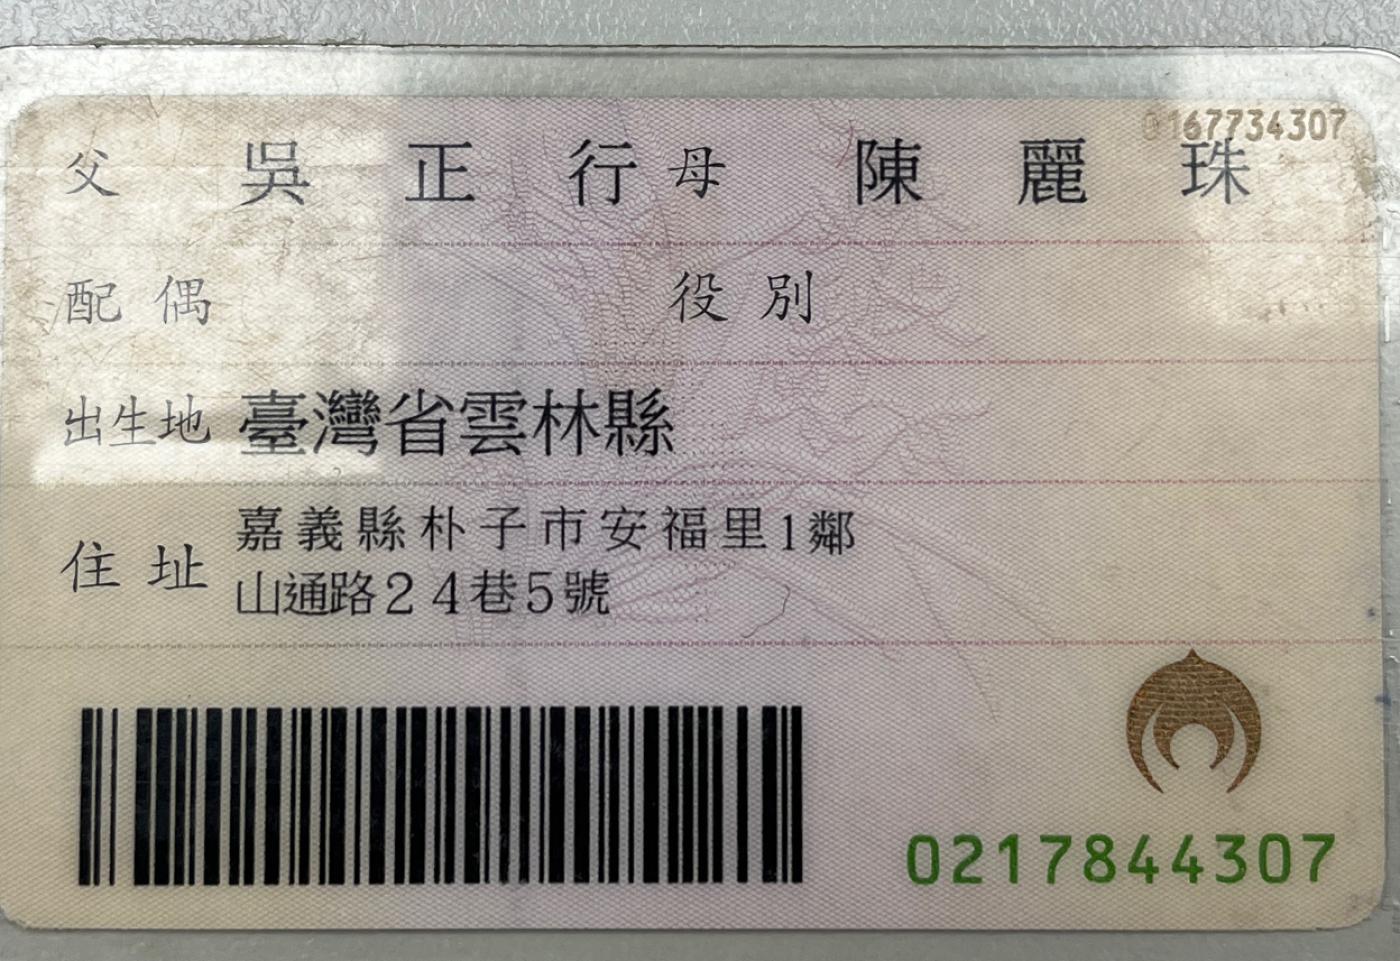 0167734307
父 吳正行 母 陳麗珠
配偶 役別
出生地 臺灣省雲林縣
住址 嘉義縣朴子市安福里1鄰
山通路24巷5號
0217844307